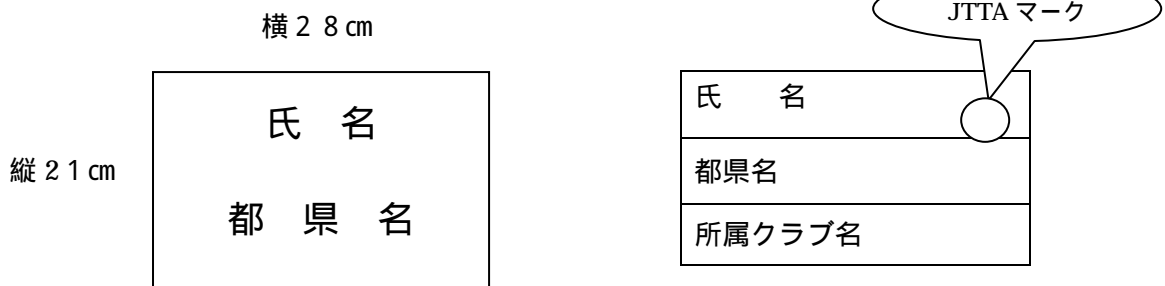 JTTA マーク
横２８㎝
氏　名
縦２１㎝
都　県　名
氏　　名
都県名
所属クラブ名